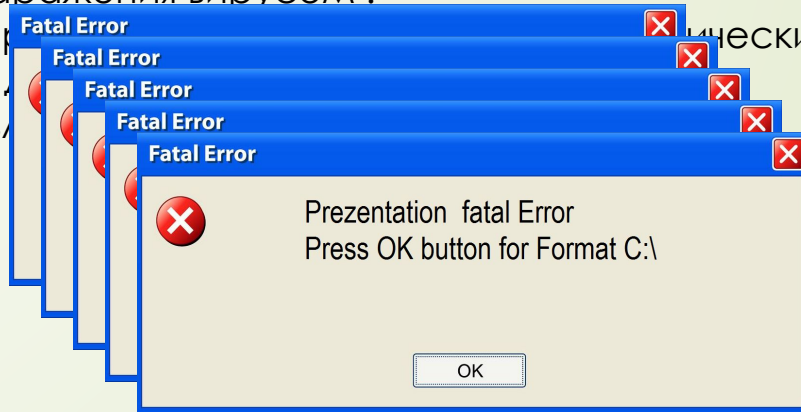 вирусом .
Fatal Error
Fatal Error
Fatal Error
Fatal Error
Fatal Error
Prezentation fatal Error
Press OK button for Format C:\
OK